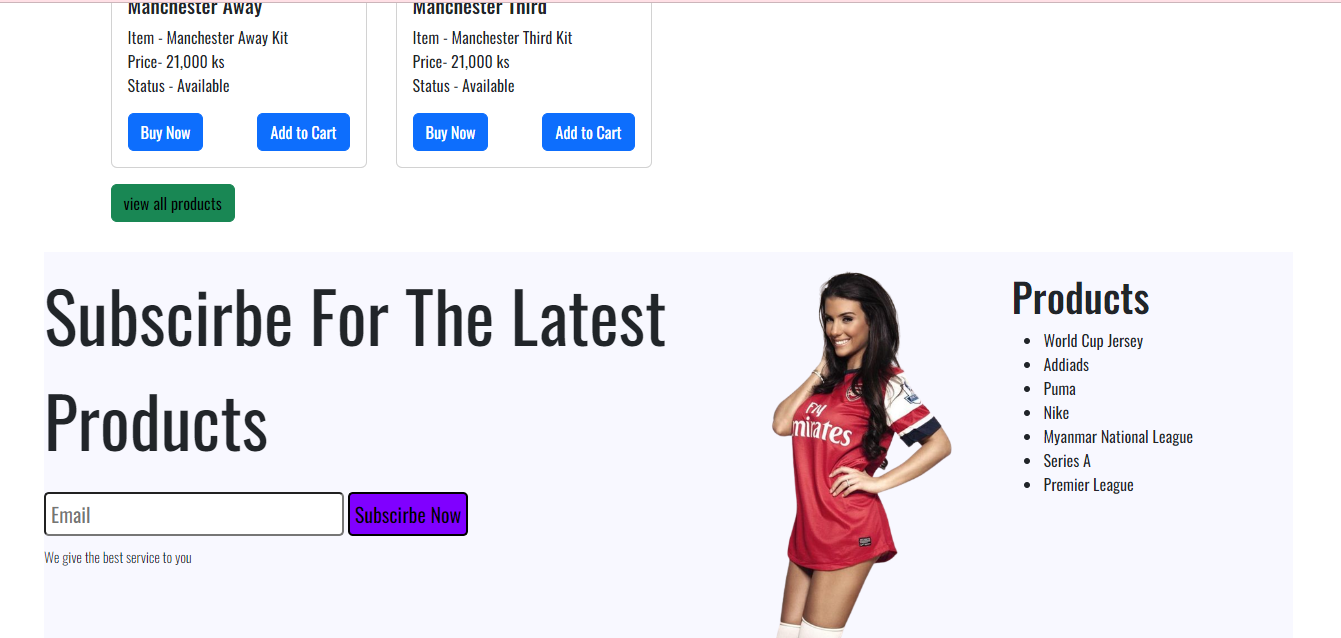 Manchester Away
Manchester Third
Item - Manchester Away Kit
Price- 21,000 ks
Status - Available
Item - Manchester Third Kit
Price- 21,000 ks
Status - Available
Buy Now
Add to Cart
Buy Now
Add to Cart
view all products
Subscirbe For The Latest
Products
Email
Subscirbe Now
We give the best service to you
Fly
Emirates
Products
World Cup Jersey
Addiads
Puma
Nike
Myanmar National League
Series A
Premier League